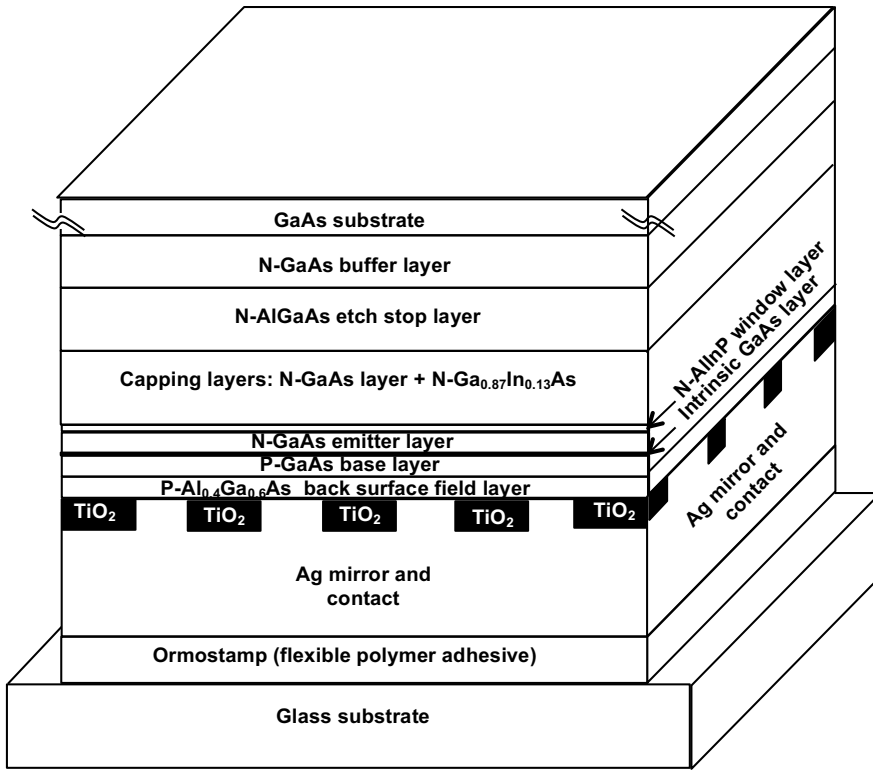 GaAs substrate
N-GaAs buffer layer
N-AlGaAs etch stop layer
Capping layers: N-GaAs layer + N-Ga₀.₈₇In₀.₁₃As
N-AlInP window layer
Intrinsic GaAs layer
N-GaAs emitter layer
P-GaAs base layer
P-Al₀.₄Ga₀.₆As back surface field layer
TiO₂ TiO₂ TiO₂ TiO₂ TiO₂
Ag mirror and
contact
Ag mirror and
contact
Ormostamp (flexible polymer adhesive)
Glass substrate